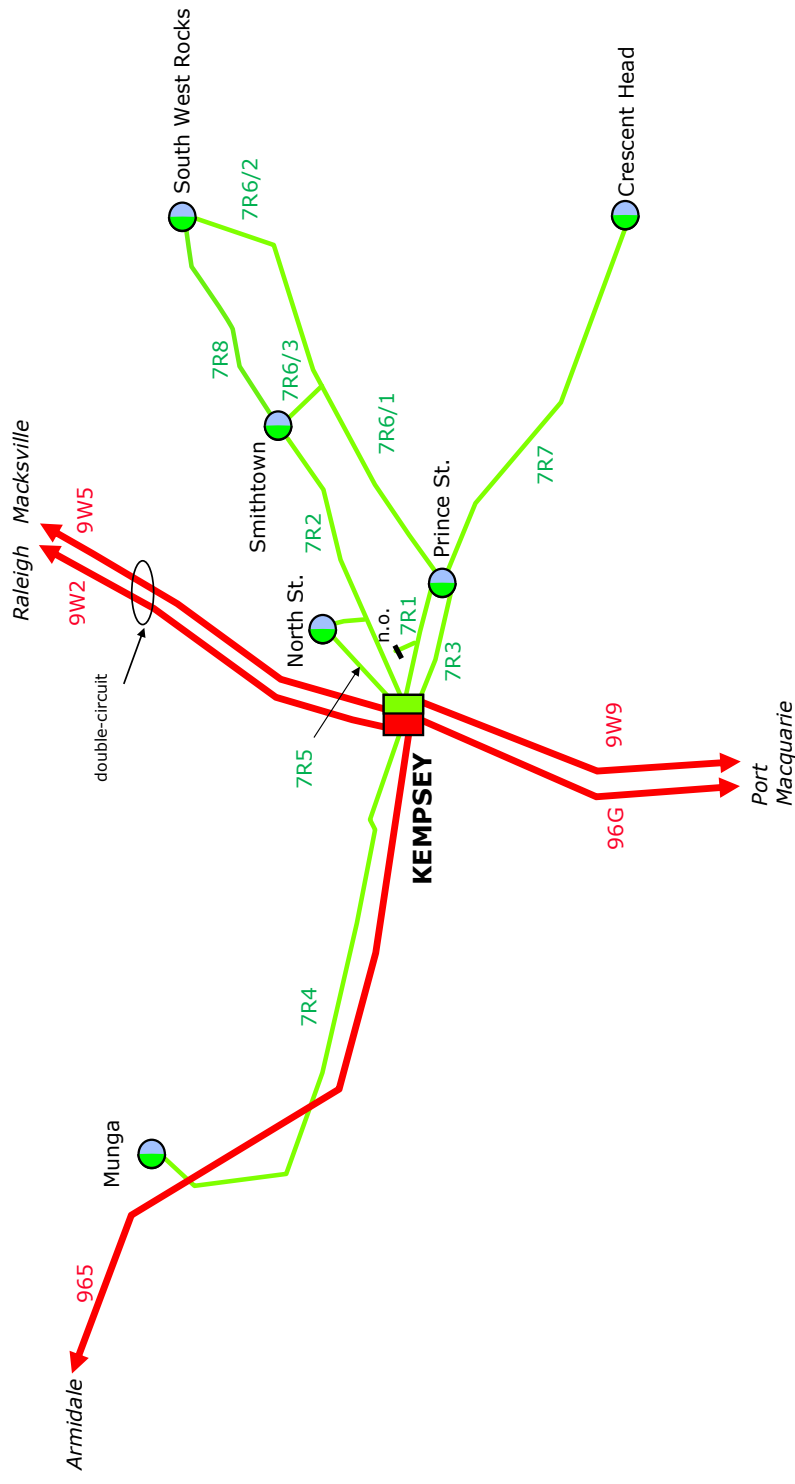 South West Rocks
Crescent Head
7R6/2
7R8
7R6/3
7R6/1
7R7
Smithtown
7R2
Prince St.
Macksville
Raleigh
9W5
9W2
North St.
n.o.
7R1
7R3
double-circuit
7R5
KEMPSEY
9W9
96G
Port
Macquarie
7R4
Munga
965
Armidale